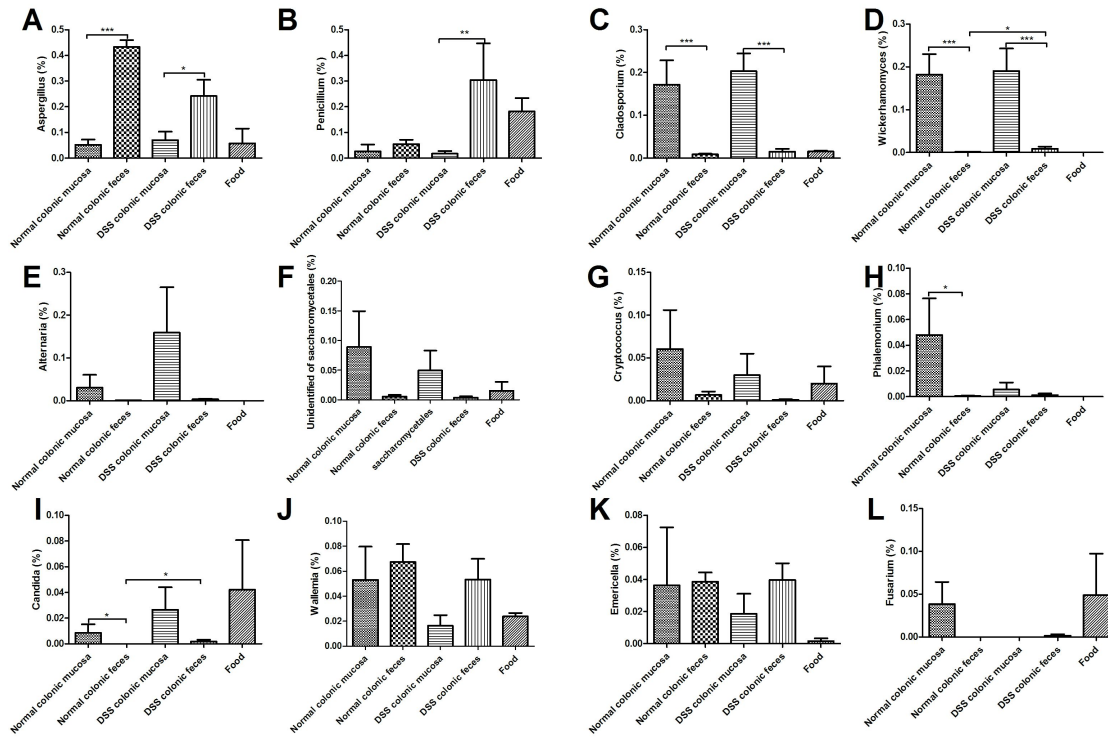 A
Aspergillus (%)
0.5
0.4
0.3
0.2
0.1
0.0
***
*
Normal colonic mucosa
Normal colonic feces
DSS colonic mucosa
DSS colonic feces
Food
B
Penicillium (%)
0.5
0.4
0.3
0.2
0.1
0.0
**
Normal colonic mucosa
Normal colonic feces
DSS colonic mucosa
DSS colonic feces
Food
C
Cladosporium (%)
0.3
0.2
0.1
0.0
***
***
Normal colonic mucosa
Normal colonic feces
DSS colonic mucosa
DSS colonic feces
Food
D
Wickerhamomyces (%)
0.3
0.2
0.1
0.0
***
*
***
Normal colonic mucosa
Normal colonic feces
DSS colonic mucosa
DSS colonic feces
Food
E
Alternaria (%)
0.3
0.2
0.1
0.0
Normal colonic mucosa
Normal colonic feces
DSS colonic mucosa
DSS colonic feces
Food
F
Unidentified of saccharomycetales (%)
0.20
0.15
0.10
0.05
0.00
Normal colonic mucosa
Normal colonic feces
saccharomycetales
DSS colonic feces
Food
G
Cryptococcus (%)
0.15
0.10
0.05
0.00
Normal colonic mucosa
Normal colonic feces
DSS colonic mucosa
DSS colonic feces
Food
H
Phialemonium (%)
0.10
0.08
0.06
0.04
0.02
0.00
*
Normal colonic mucosa
Normal colonic feces
DSS colonic mucosa
DSS colonic feces
Food
I
Candida (%)
0.10
0.08
0.06
0.04
0.02
0.00
*
*
Normal colonic mucosa
Normal colonic feces
DSS colonic mucosa
DSS colonic feces
Food
J
Wallemia (%)
0.10
0.08
0.06
0.04
0.02
0.00
Normal colonic mucosa
Normal colonic feces
DSS colonic mucosa
DSS colonic feces
Food
K
Emericella (%)
0.08
0.06
0.04
0.02
0.00
Normal colonic mucosa
Normal colonic feces
DSS colonic mucosa
DSS colonic feces
Food
L
Fusarium (%)
0.15
0.10
0.05
0.00
Normal colonic mucosa
Normal colonic feces
DSS colonic mucosa
DSS colonic feces
Food